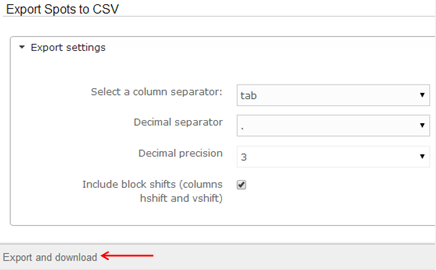 Export Spots to CSV
Export settings
Select a column separator: tab
Decimal separator .
Decimal precision 3
Include block shifts (columns
hshift and vshift)
Export and download